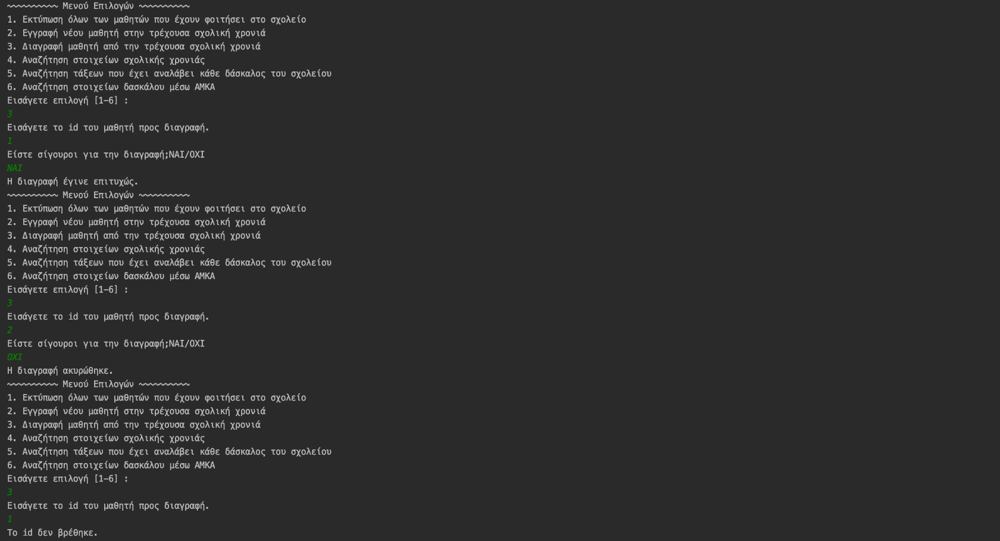 ~~~~~~~~~~ Μενού Επιλογών ~~~~~~~~~~
1. Εκτύπωση όλων των μαθητών που έχουν φοιτήσει στο σχολείο
2. Εγγραφή νέου μαθητή στην τρέχουσα σχολική χρονιά
3. Διαγραφή μαθητή από την τρέχουσα σχολική χρονιά
4. Αναζήτηση στοιχείων σχολικής χρονιάς
5. Αναζήτηση τάξεων που έχει αναλάβει κάθε δάσκαλος του σχολείου
6. Αναζήτηση στοιχείων δασκάλου μέσω ΑΜΚΑ
Εισάγετε επιλογή [1-6] :
3
Εισάγετε το id του μαθητή προς διαγραφή.
1
Είστε σίγουροι για την διαγραφή;ΝΑΙ/ΟΧΙ
ΝΑΙ
Η διαγραφή έγινε επιτυχώς.
~~~~~~~~~~ Μενού Επιλογών ~~~~~~~~~~
1. Εκτύπωση όλων των μαθητών που έχουν φοιτήσει στο σχολείο
2. Εγγραφή νέου μαθητή στην τρέχουσα σχολική χρονιά
3. Διαγραφή μαθητή από την τρέχουσα σχολική χρονιά
4. Αναζήτηση στοιχείων σχολικής χρονιάς
5. Αναζήτηση τάξεων που έχει αναλάβει κάθε δάσκαλος του σχολείου
6. Αναζήτηση στοιχείων δασκάλου μέσω ΑΜΚΑ
Εισάγετε επιλογή [1-6] :
3
Εισάγετε το id του μαθητή προς διαγραφή.
2
Είστε σίγουροι για την διαγραφή;ΝΑΙ/ΟΧΙ
ΟΧΙ
Η διαγραφή ακυρώθηκε.
~~~~~~~~~~ Μενού Επιλογών ~~~~~~~~~~
1. Εκτύπωση όλων των μαθητών που έχουν φοιτήσει στο σχολείο
2. Εγγραφή νέου μαθητή στην τρέχουσα σχολική χρονιά
3. Διαγραφή μαθητή από την τρέχουσα σχολική χρονιά
4. Αναζήτηση στοιχείων σχολικής χρονιάς
5. Αναζήτηση τάξεων που έχει αναλάβει κάθε δάσκαλος του σχολείου
6. Αναζήτηση στοιχείων δασκάλου μέσω ΑΜΚΑ
Εισάγετε επιλογή [1-6] :
3
Εισάγετε το id του μαθητή προς διαγραφή.
1
Το id δεν βρέθηκε.